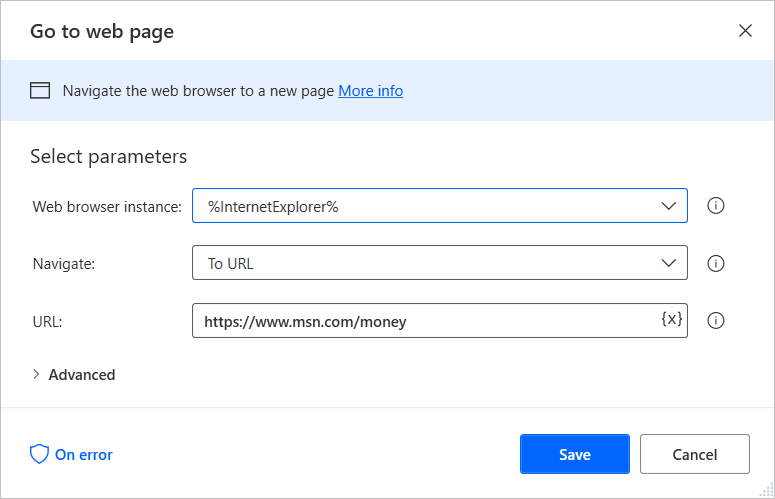 Go to web page
Navigate the web browser to a new page More info
Select parameters
Web browser instance: %InternetExplorer%
Navigate: To URL
URL: https://www.msn.com/money {x}
Advanced
On error Save Cancel